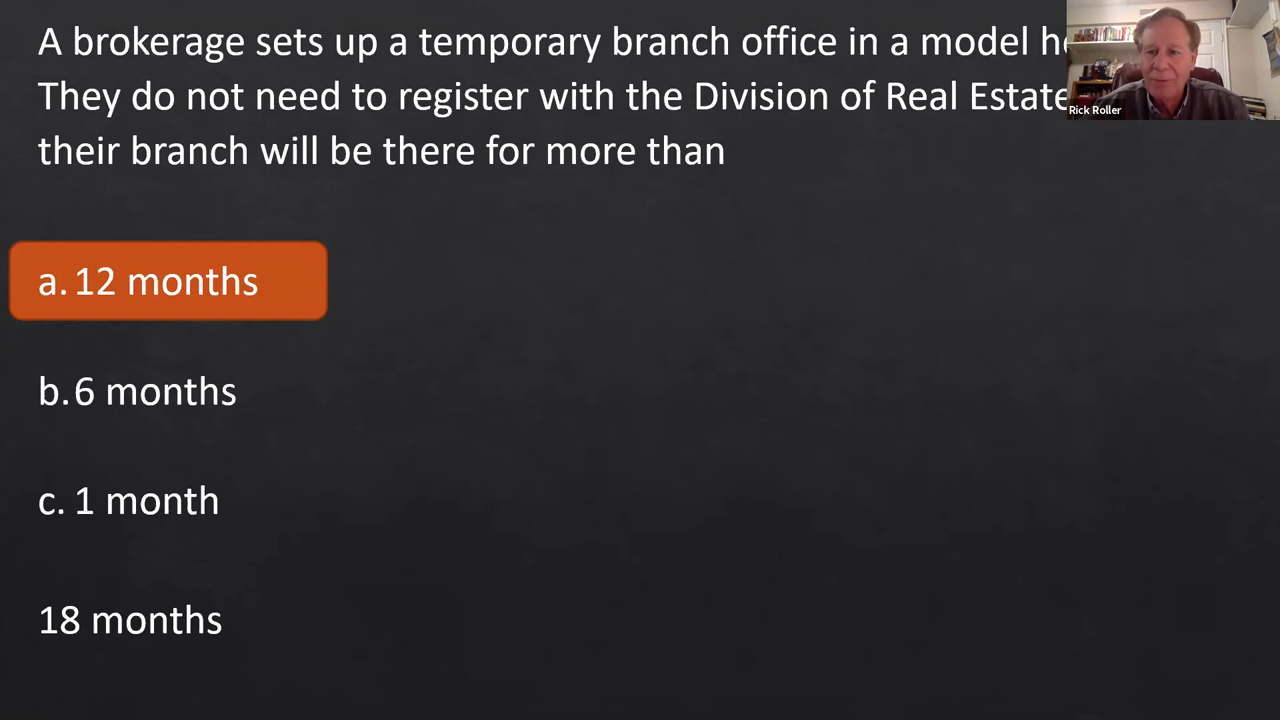 A brokerage sets up a temporary branch office in a model
They do not need to register with the Division of Real Estate
their branch will be there for more than
Rick Roller
a. 12 months
b. 6 months
c. 1 month
18 months